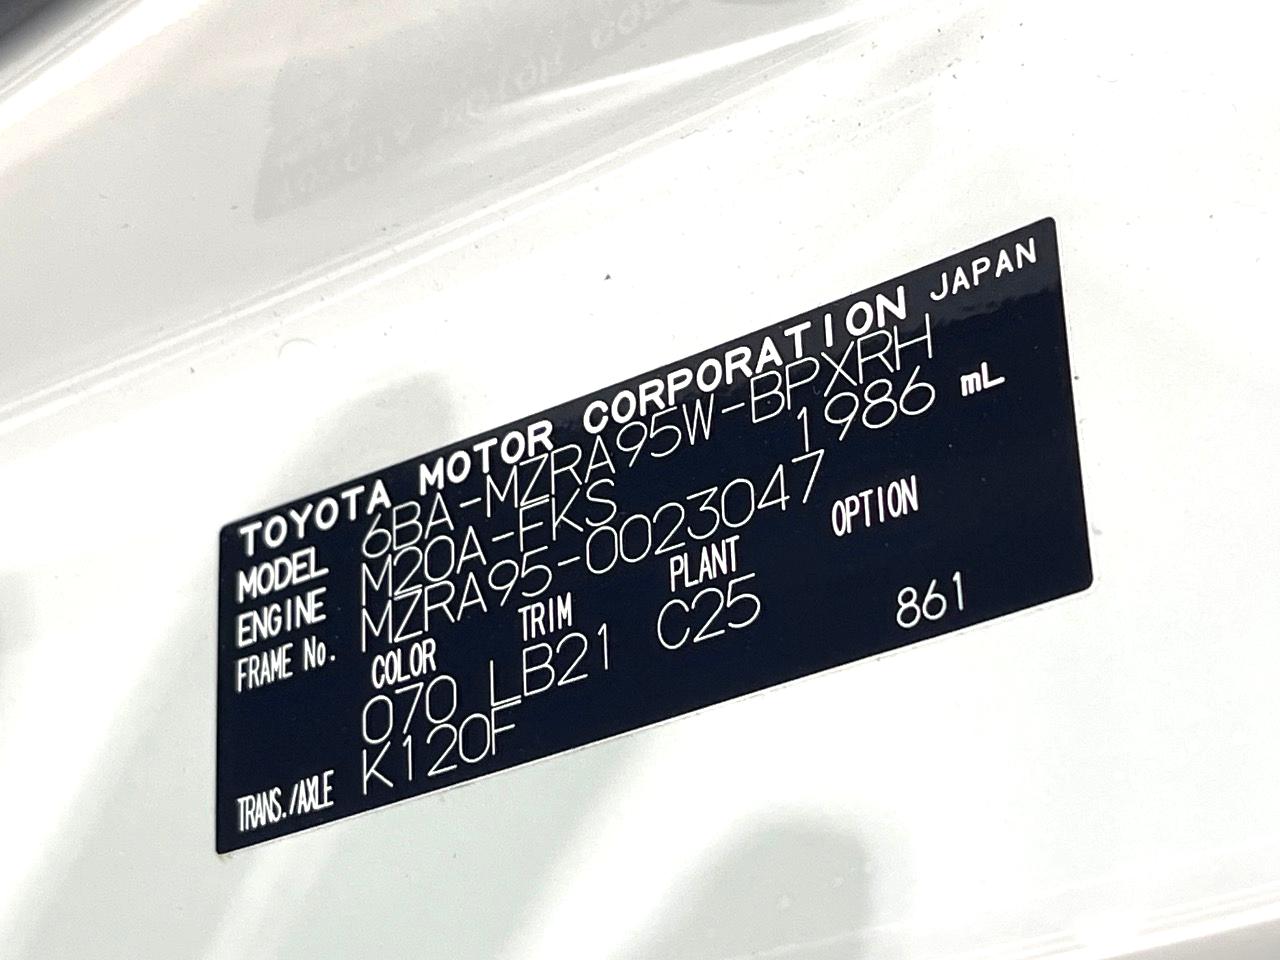 TOYOTA MOTOR CORPORATION JAPAN
MODEL 6BA-MZRA95W-BPXRH
ENGINE M20A-FKS 1986 mL
FRAME No. MZRA95-0023047
COLOR TRIM PLANT OPTION
070 LB21 C25 861
TRANS./AXLE K120F